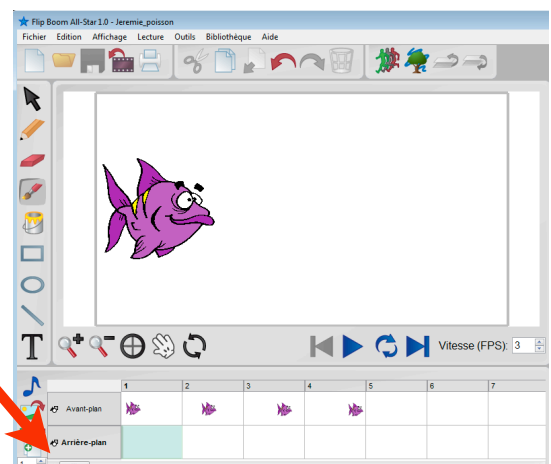 Flip Boom All-Star 1.0 - Jeremie_poisson
Fichier Edition Affichage Lecture Outils Bibliothèque Aide
T
Vitesse (FPS): 3
1 2 3 4 5 6 7
Avant-plan
Arrière-plan
1